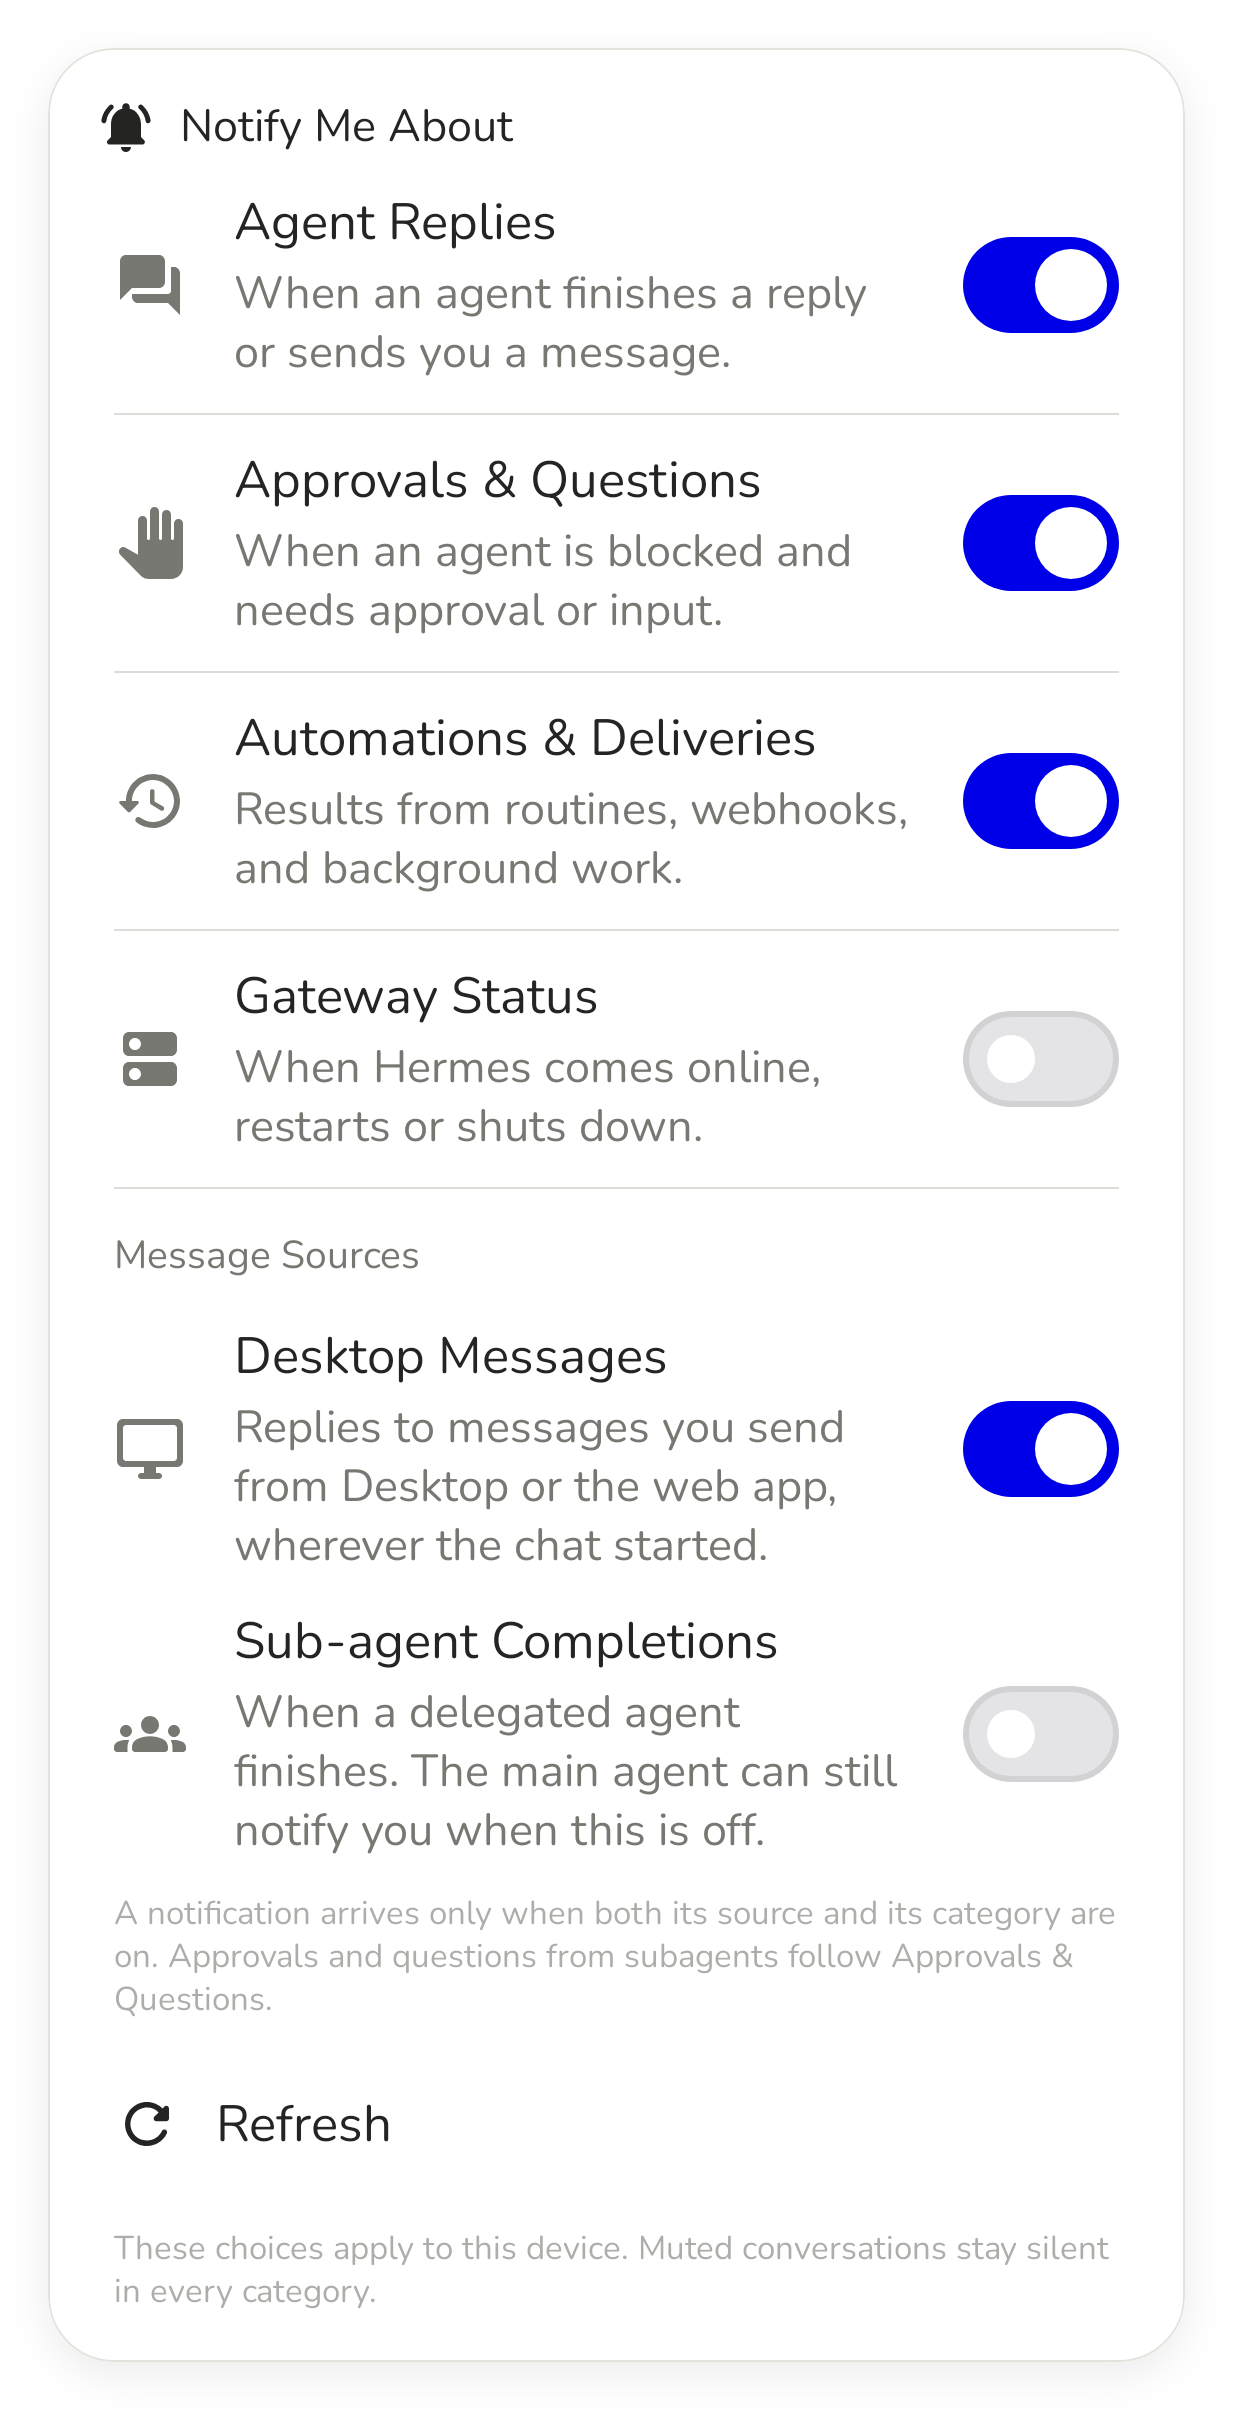 Notify Me About
Agent Replies
When an agent finishes a reply
or sends you a message.
Approvals & Questions
When an agent is blocked and
needs approval or input.
Automations & Deliveries
Results from routines, webhooks,
and background work.
Gateway Status
When Hermes comes online,
restarts or shuts down.
Message Sources
Desktop Messages
Replies to messages you send
from Desktop or the web app,
wherever the chat started.
Sub-agent Completions
When a delegated agent
finishes. The main agent can still
notify you when this is off.
A notification arrives only when both its source and its category are
on. Approvals and questions from subagents follow Approvals &
Questions.
Refresh
These choices apply to this device. Muted conversations stay silent
in every category.